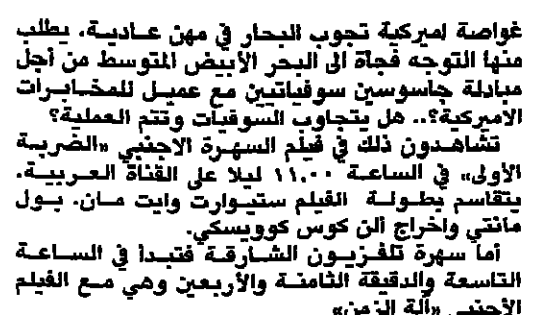 غواصة اميركية تجوب البحار في مهن عادية. يطلب
منها التوجه فجأة الى البحر الأبيض المتوسط من أجل
مبادلة جاسوسين سوفياتيين مع عميل للمخابرات
الاميركية؟.. هل يتجاوب السوفيات وتتم العملية؟
تشاهدون ذلك في فيلم السهرة الاجنبي «الضربة
الأولى» في الساعة ١١,٠٠ ليلا على القناة العربية.
يتقاسم بطولة الفيلم ستيوارت وايت مان. بول
مانتي واخراج ألن كوس كوويسكي.
أما سهرة تلفزيون الشارقة فتبدأ في الساعة
التاسعة والدقيقة الثامنة والأربعين وهي مع الفيلم
الأجنبي «آلة الزمن»